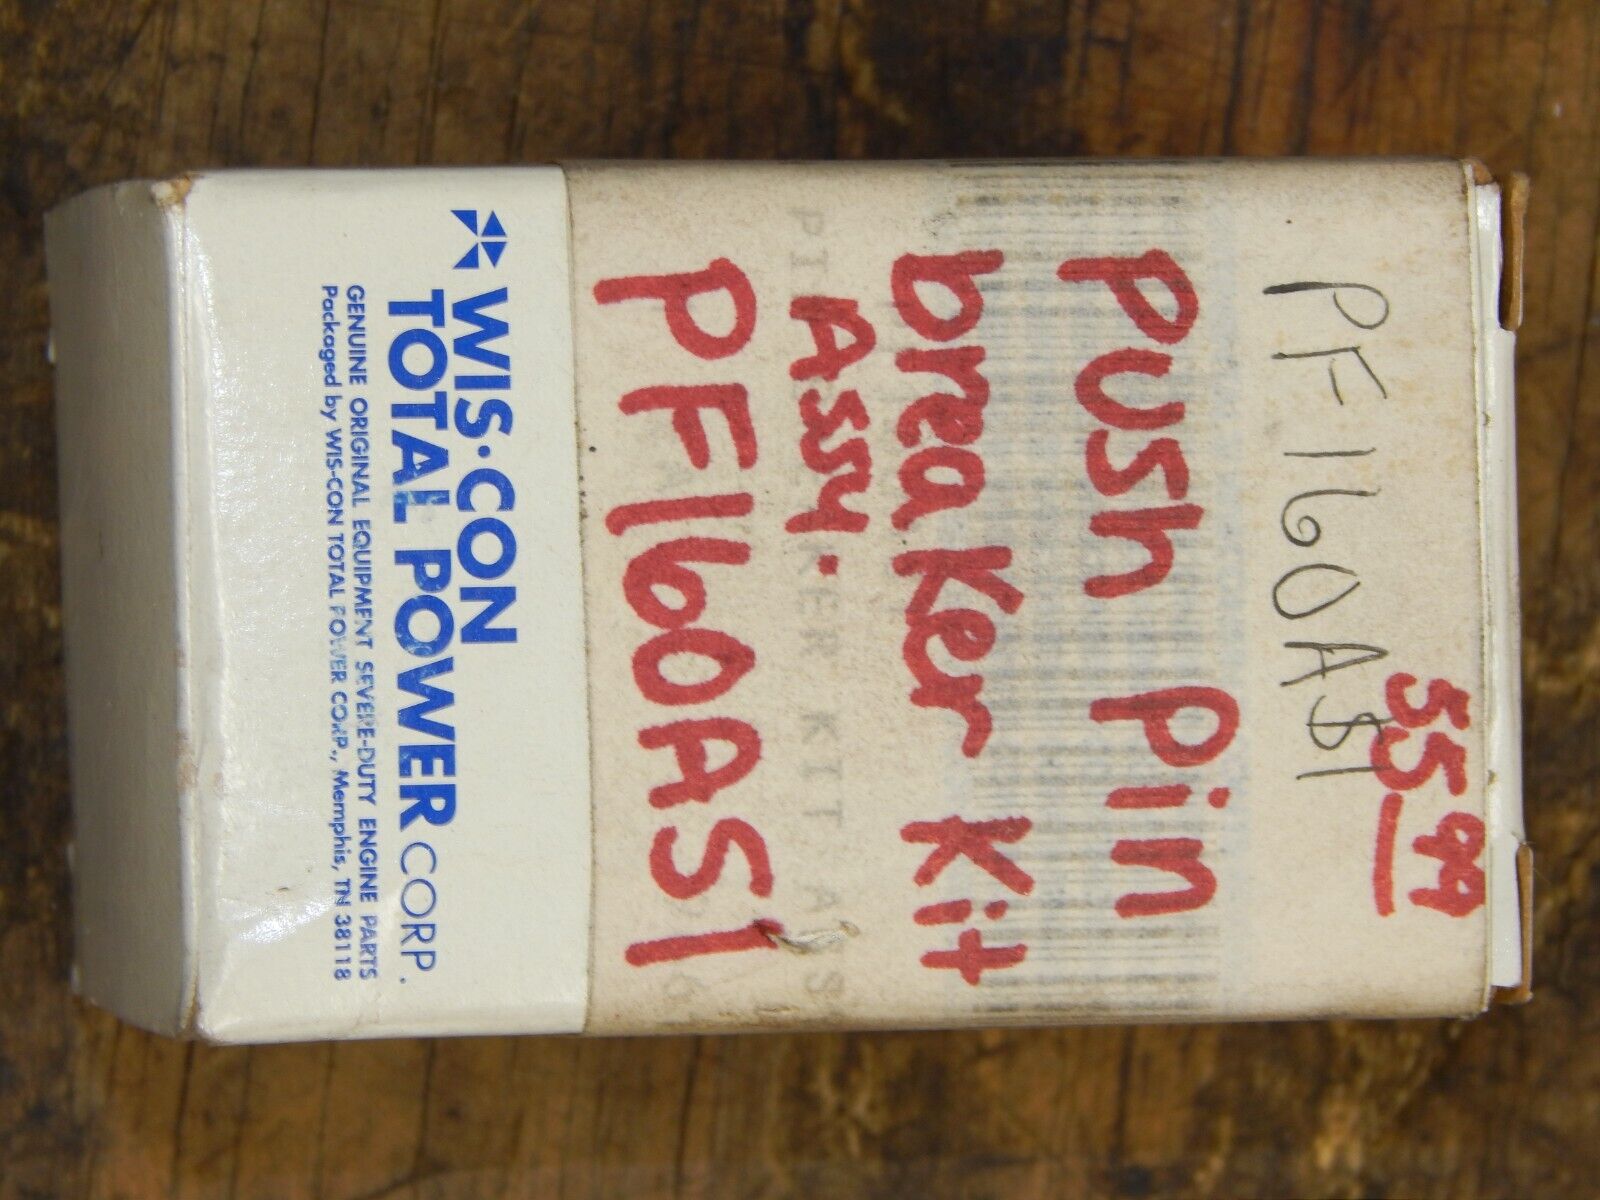 PF160AS1
55 99
Push Pin
breaker Kit
Assy.
PF160AS1
WIS·CON
TOTAL POWER CORP.
GENUINE ORIGINAL EQUIPMENT SEVERE-DUTY ENGINE PARTS
Packaged by WIS-CON TOTAL POWER CORP., Memphis, TN 38118